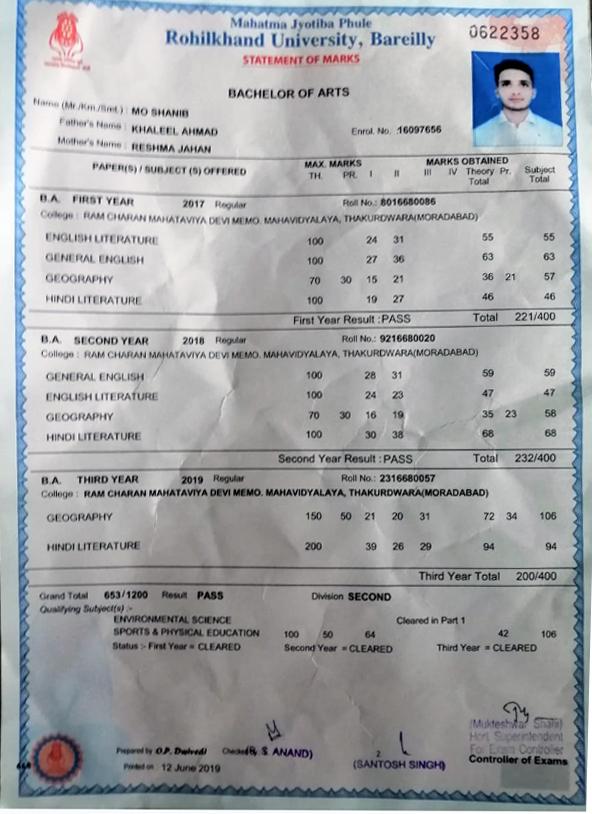 Mahatma Jyotiba Phule
Rohilkhand University, Bareilly
0622358
STATEMENT OF MARKS
BACHELOR OF ARTS
Name (Mr./Km./Smt.) : MO SHANIB
Father's Name : KHALEEL AHMAD
Enrol. No. :16097656
Mother's Name : RESHMA JAHAN
PAPER(S) / SUBJECT (S) OFFERED MAX. MARKS MARKS OBTAINED
TH. PR. I II III IV Theory Total Pr. Subject Total
B.A. FIRST YEAR 2017 Regular Roll No.: 8016680086
College : RAM CHARAN MAHATAVIYA DEVI MEMO. MAHAVIDYALAYA, THAKURDWARA(MORADABAD)
ENGLISH LITERATURE 100 24 31 55 55
GENERAL ENGLISH 100 27 36 63 63
GEOGRAPHY 70 30 15 21 36 21 57
HINDI LITERATURE 100 19 27 46 46
First Year Result :PASS Total 221/400
B.A. SECOND YEAR 2018 Regular Roll No.: 9216680020
College : RAM CHARAN MAHATAVIYA DEVI MEMO. MAHAVIDYALAYA, THAKURDWARA(MORADABAD)
GENERAL ENGLISH 100 28 31 59 59
ENGLISH LITERATURE 100 24 23 47 47
GEOGRAPHY 70 30 16 19 35 23 58
HINDI LITERATURE 100 30 38 68 68
Second Year Result :PASS Total 232/400
B.A. THIRD YEAR 2019 Regular Roll No.: 2316680057
College : RAM CHARAN MAHATAVIYA DEVI MEMO. MAHAVIDYALAYA, THAKURDWARA(MORADABAD)
GEOGRAPHY 150 50 21 20 31 72 34 106
HINDI LITERATURE 200 39 26 29 94 94
Third Year Total 200/400
Grand Total 653/1200 Result PASS Division SECOND
Qualifying Subject(s) :-
ENVIRONMENTAL SCIENCE Cleared in Part 1
SPORTS & PHYSICAL EDUCATION 100 50 64 42 106
Status :- First Year = CLEARED Second Year = CLEARED Third Year = CLEARED
(Mukteshwar Shahi)
Hort. Superintendent
For Exam Controller
Prepared by O.P. Dwivedi Checked (B. S ANAND)
2
(SANTOSH SINGH)
Controller of Exams
Printed on : 12 June 2019